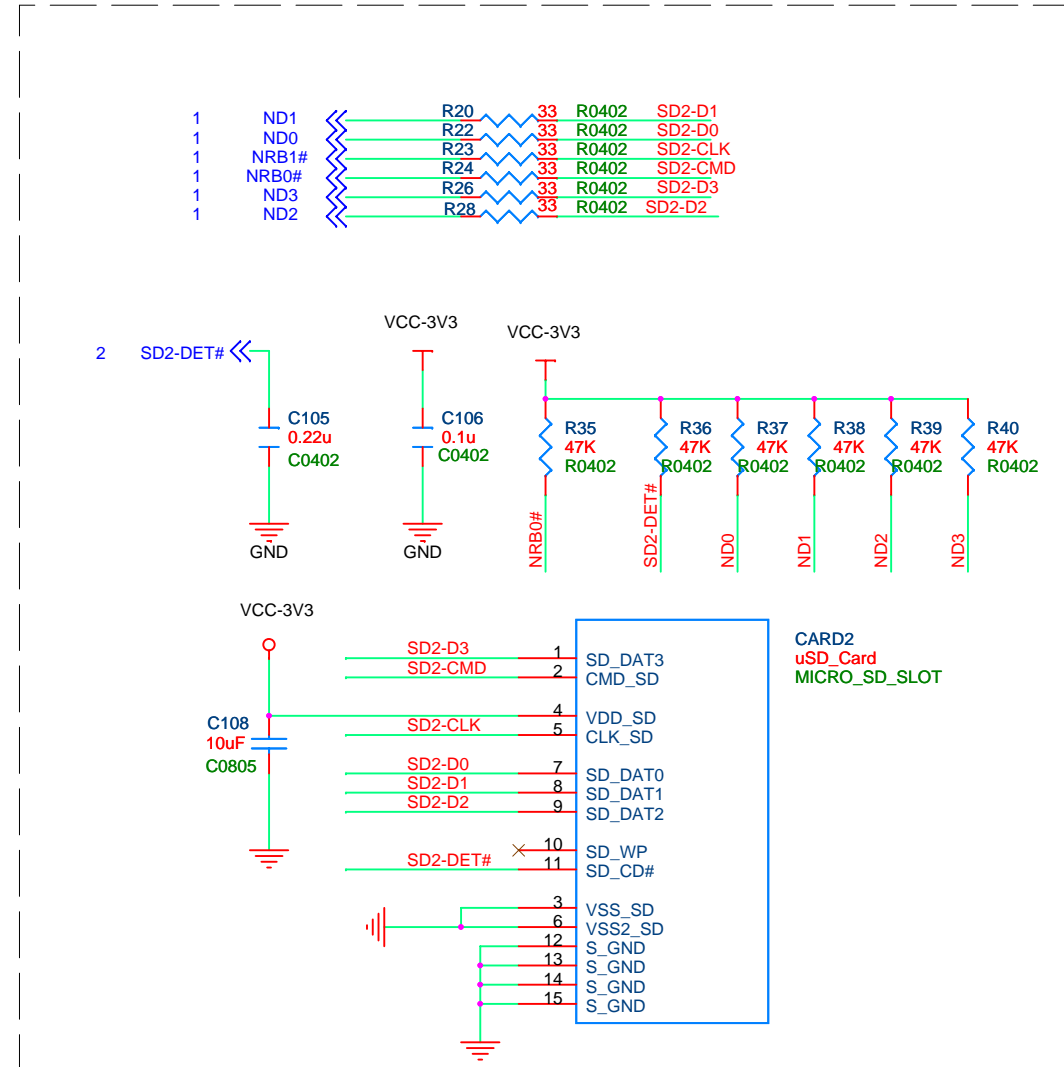 1 ND1 R20 33 R0402 SD2-D1
1 ND0 R22 33 R0402 SD2-D0
1 NRB1# R23 33 R0402 SD2-CLK
1 NRB0# R24 33 R0402 SD2-CMD
1 ND3 R26 33 R0402 SD2-D3
1 ND2 R28 33 R0402 SD2-D2
VCC-3V3 VCC-3V3
2 SD2-DET#
C105 C106 R35 R36 R37 R38 R39 R40
0.22u 0.1u 47K 47K 47K 47K 47K 47K
C0402 C0402 R0402 R0402 R0402 R0402 R0402 R0402
NRB0# SD2-DET# ND0 ND1 ND2 ND3
GND GND
VCC-3V3
CARD2
uSD_Card
MICRO_SD_SLOT
SD2-D3 1 SD_DAT3
SD2-CMD 2 CMD_SD
C108
10uF
C0805
4 VDD_SD
SD2-CLK 5 CLK_SD
SD2-D0 7 SD_DAT0
SD2-D1 8 SD_DAT1
SD2-D2 9 SD_DAT2
10 SD_WP
SD2-DET# 11 SD_CD#
3 VSS_SD
6 VSS2_SD
12 S_GND
13 S_GND
14 S_GND
15 S_GND